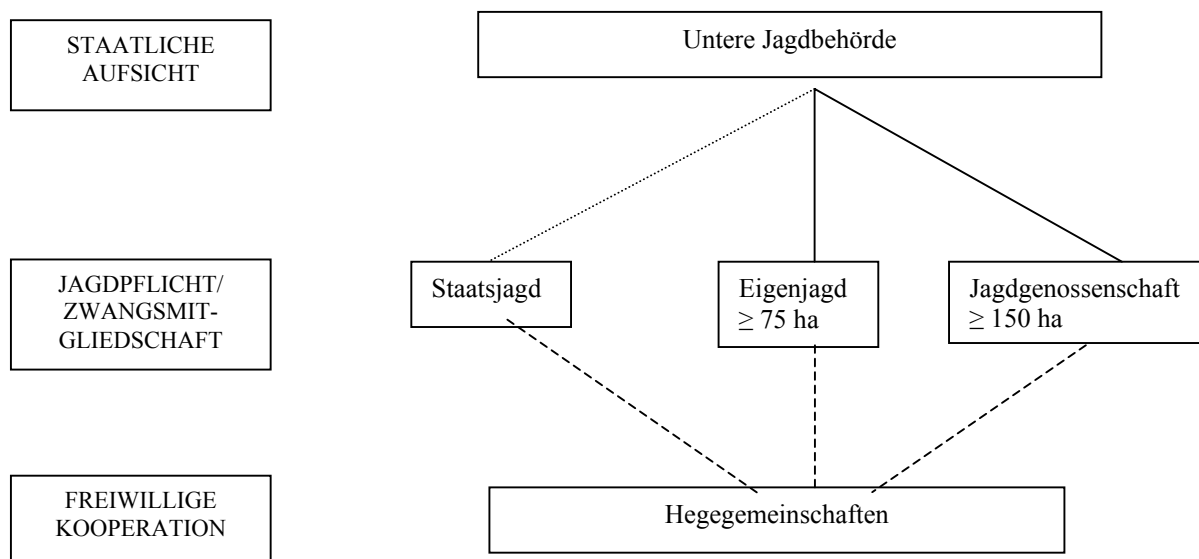 STAATLICHE
AUFSICHT
Untere Jagdbehörde
JAGDPFLICHT/
ZWANGSMIT-
GLIEDSCHAFT
Staatsjagd
Eigenjagd
≥ 75 ha
Jagdgenossenschaft
≥ 150 ha
FREIWILLIGE
KOOPERATION
Hegegemeinschaften